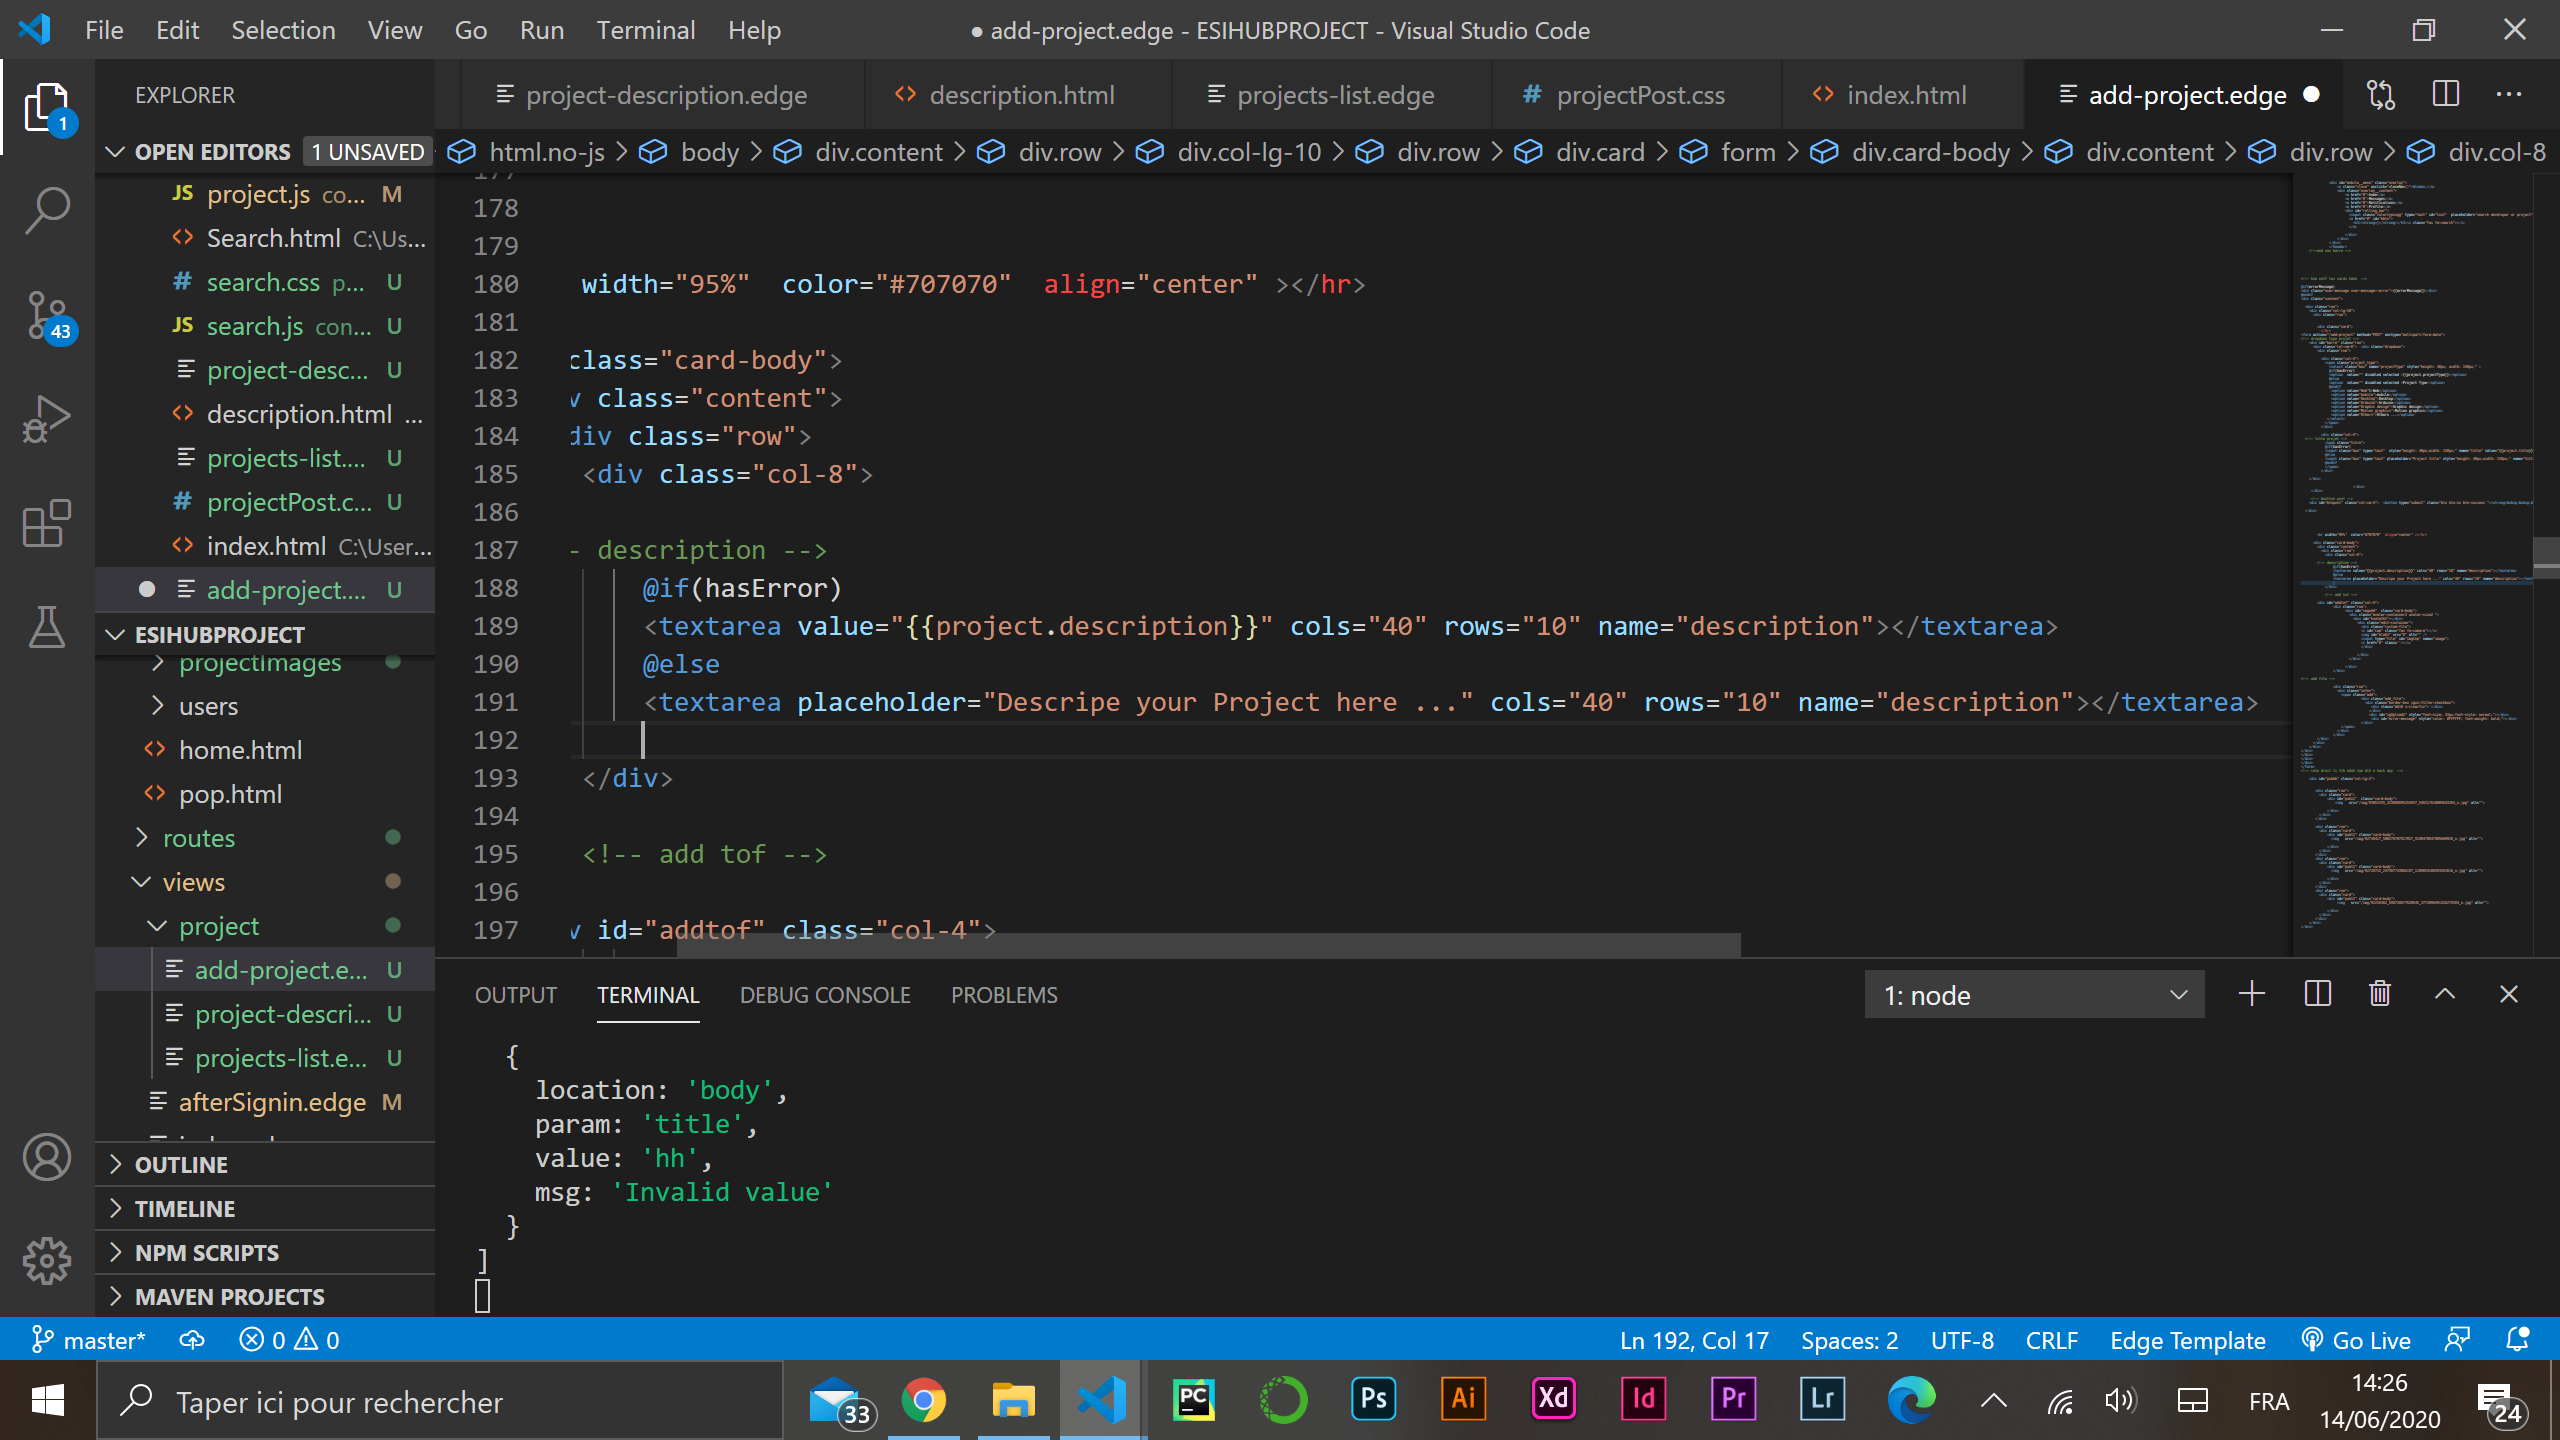 File Edit Selection View Go Run Terminal Help
● add-project.edge - ESIHUBPROJECT - Visual Studio Code
EXPLORER
project-description.edge
description.html
projects-list.edge
# projectPost.css
index.html
add-project.edge ●
OPEN EDITORS 1 UNSAVED
html.no-js > body > div.content > div.row > div.col-lg-10 > div.row > div.card > form > div.card-body > div.content > div.row > div.col-8
1
43
JS project.js co... M
Search.html C:\Us...
# search.css p... U
JS search.js con... U
project-desc... U
description.html ...
projects-list.... U
# projectPost.c... U
index.html C:\User...
● add-project.... U
ESIHUBPROJECT
projectImages
users
home.html
pop.html
routes
views
project
add-project.e... U
project-descri... U
projects-list.e... U
afterSignin.edge M
OUTLINE
TIMELINE
NPM SCRIPTS
MAVEN PROJECTS
177
178
179
180 width="95%"  color="#707070"  align="center" ></hr>
181
182 class="card-body">
183 v class="content">
184 div class="row">
185 <div class="col-8">
186
187 - description -->
188 @if(hasError)
189 <textarea value="{{project.description}}" cols="40" rows="10" name="description"></textarea>
190 @else
191 <textarea placeholder="Descripe your Project here ..." cols="40" rows="10" name="description"></textarea>
192
193 </div>
194
195 <!-- add tof -->
196
197 v id="addtof" class="col-4">
OUTPUT TERMINAL DEBUG CONSOLE PROBLEMS
1: node
{
location: 'body',
param: 'title',
value: 'hh',
msg: 'Invalid value'
}
]
master* 0 0
Ln 192, Col 17 Spaces: 2 UTF-8 CRLF Edge Template Go Live
Taper ici pour rechercher
33
PC
Ps
Ai
Xd
Id
Pr
Lr
FRA
14:26
14/06/2020
24